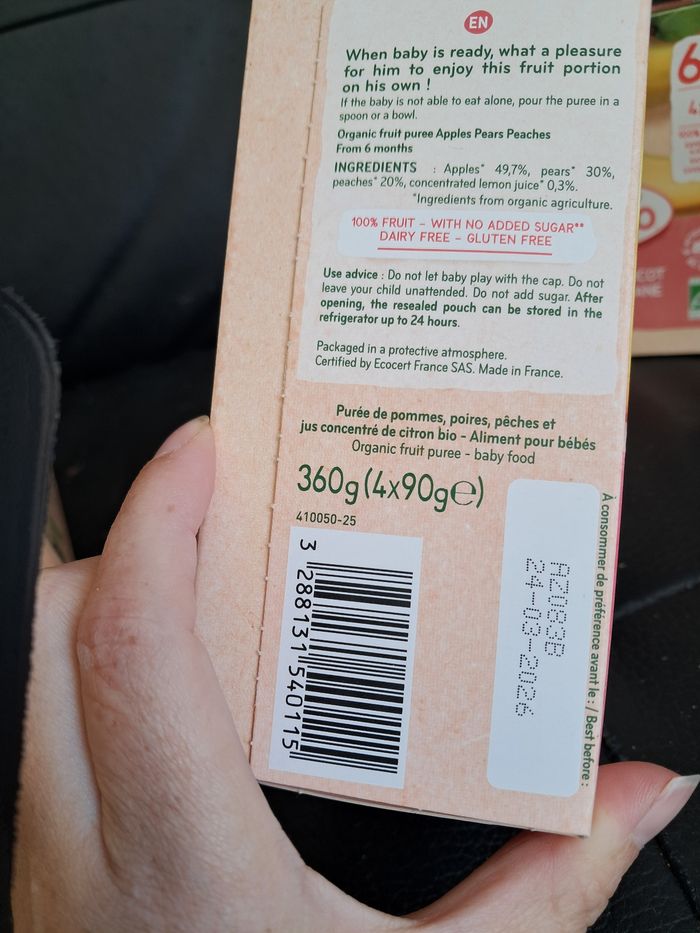 EN
When baby is ready, what a pleasure
for him to enjoy this fruit portion
on his own !
If the baby is not able to eat alone, pour the puree in a
spoon or a bowl.
Organic fruit puree Apples Pears Peaches
From 6 months
INGREDIENTS : Apples* 49,7%, pears* 30%,
peaches* 20%, concentrated lemon juice* 0,3%.
*Ingredients from organic agriculture.
100% FRUIT – WITH NO ADDED SUGAR**
DAIRY FREE – GLUTEN FREE
Use advice : Do not let baby play with the cap. Do not
leave your child unattended. Do not add sugar. After
opening, the resealed pouch can be stored in the
refrigerator up to 24 hours.
Packaged in a protective atmosphere.
Certified by Ecocert France SAS. Made in France.
Purée de pommes, poires, pêches et
jus concentré de citron bio - Aliment pour bébés
Organic fruit puree - baby food
360g (4x90g℮)
410050-25
3 288131 540115
À consommer de préférence avant le : / Best before :
AZ083B
24-03-2026
6